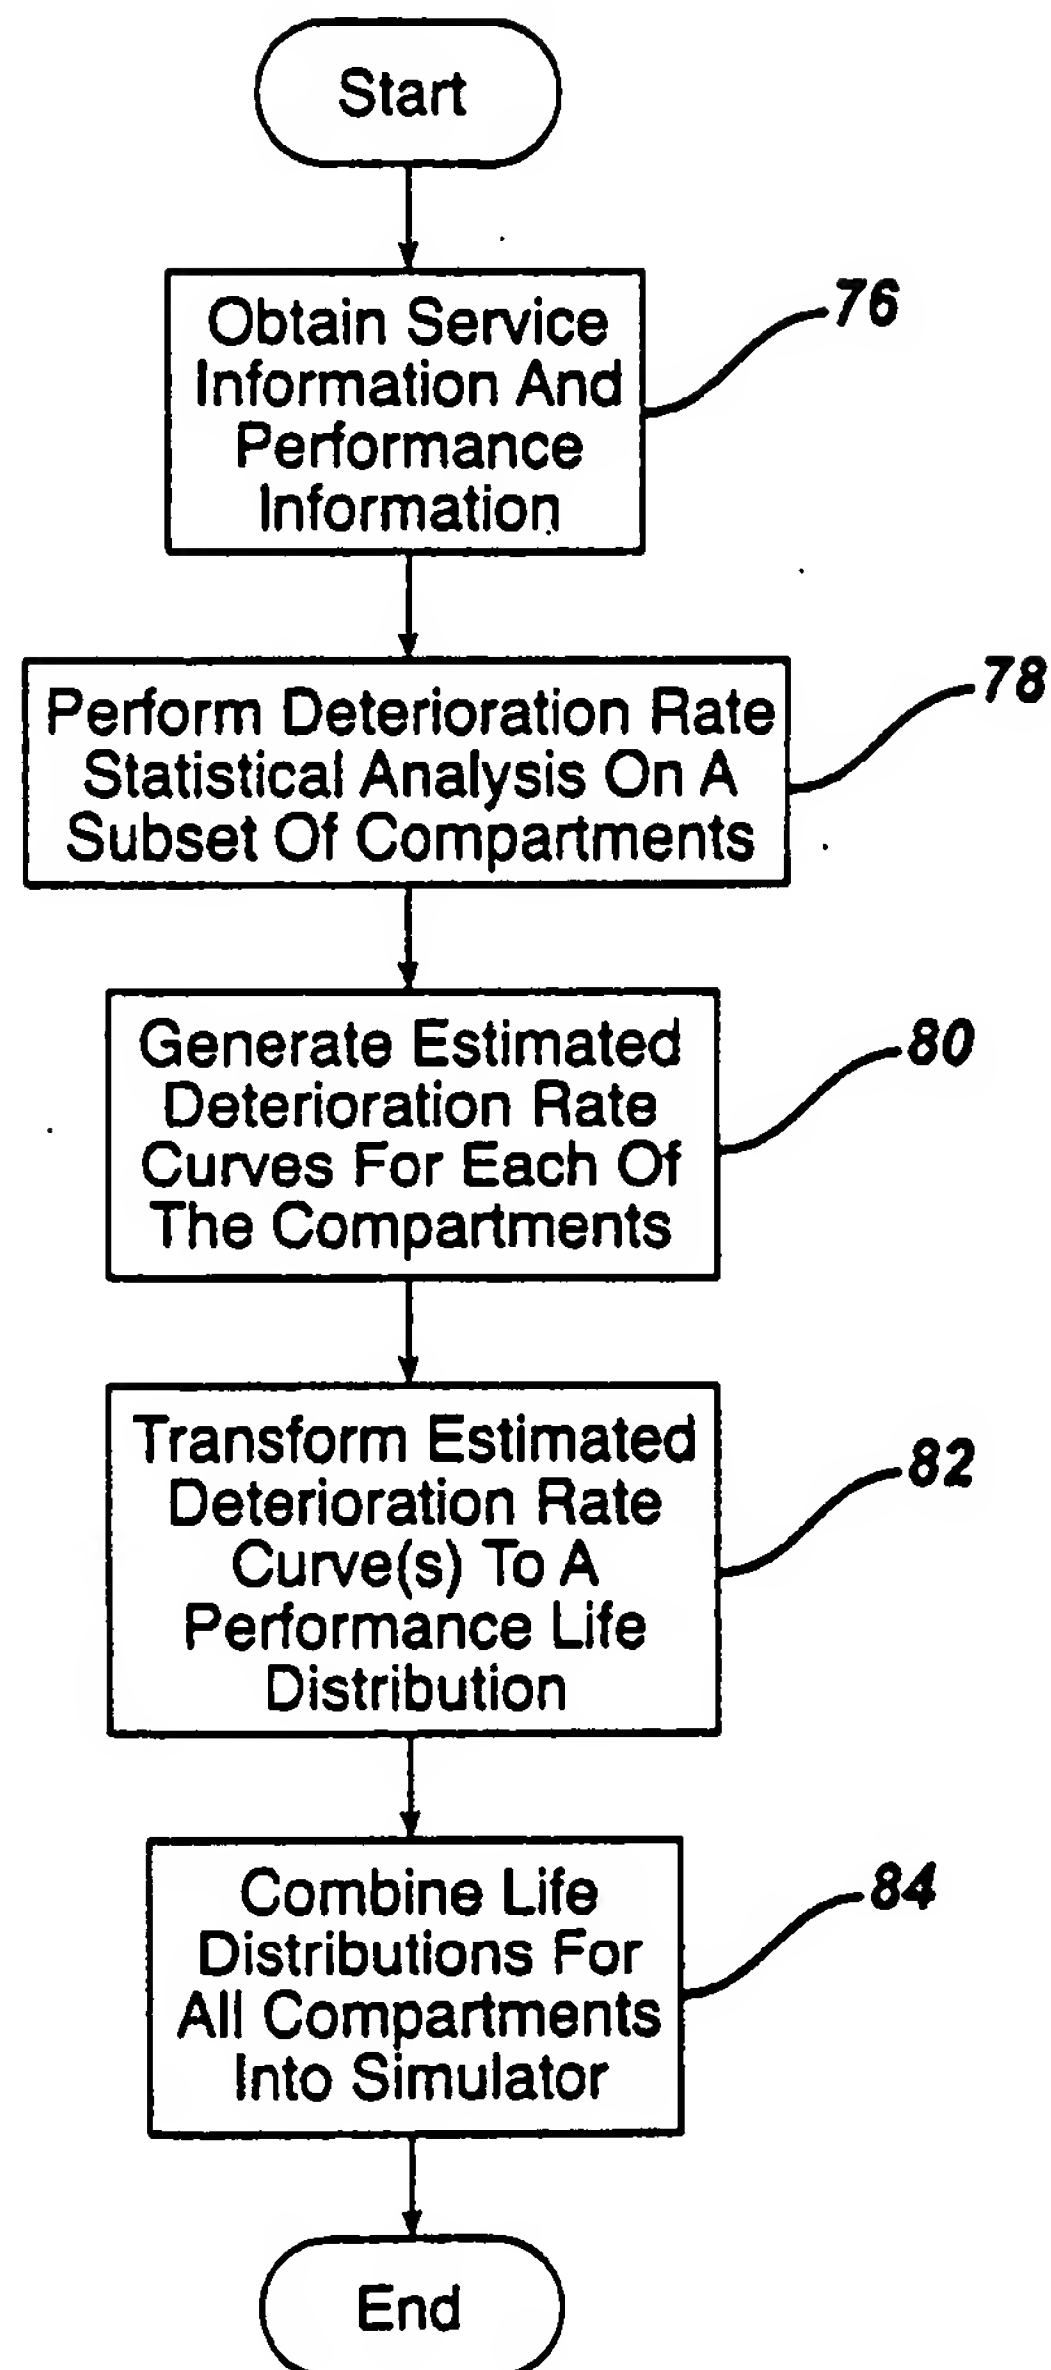 Start
Obtain Service
Information And
Performance
Information
76
Perform Deterioration Rate
Statistical Analysis On A
Subset Of Compartments
78
Generate Estimated
Deterioration Rate
Curves For Each Of
The Compartments
80
Transform Estimated
Deterioration Rate
Curve(s) To A
Performance Life
Distribution
82
Combine Life
Distributions For
All Compartments
Into Simulator
84
End